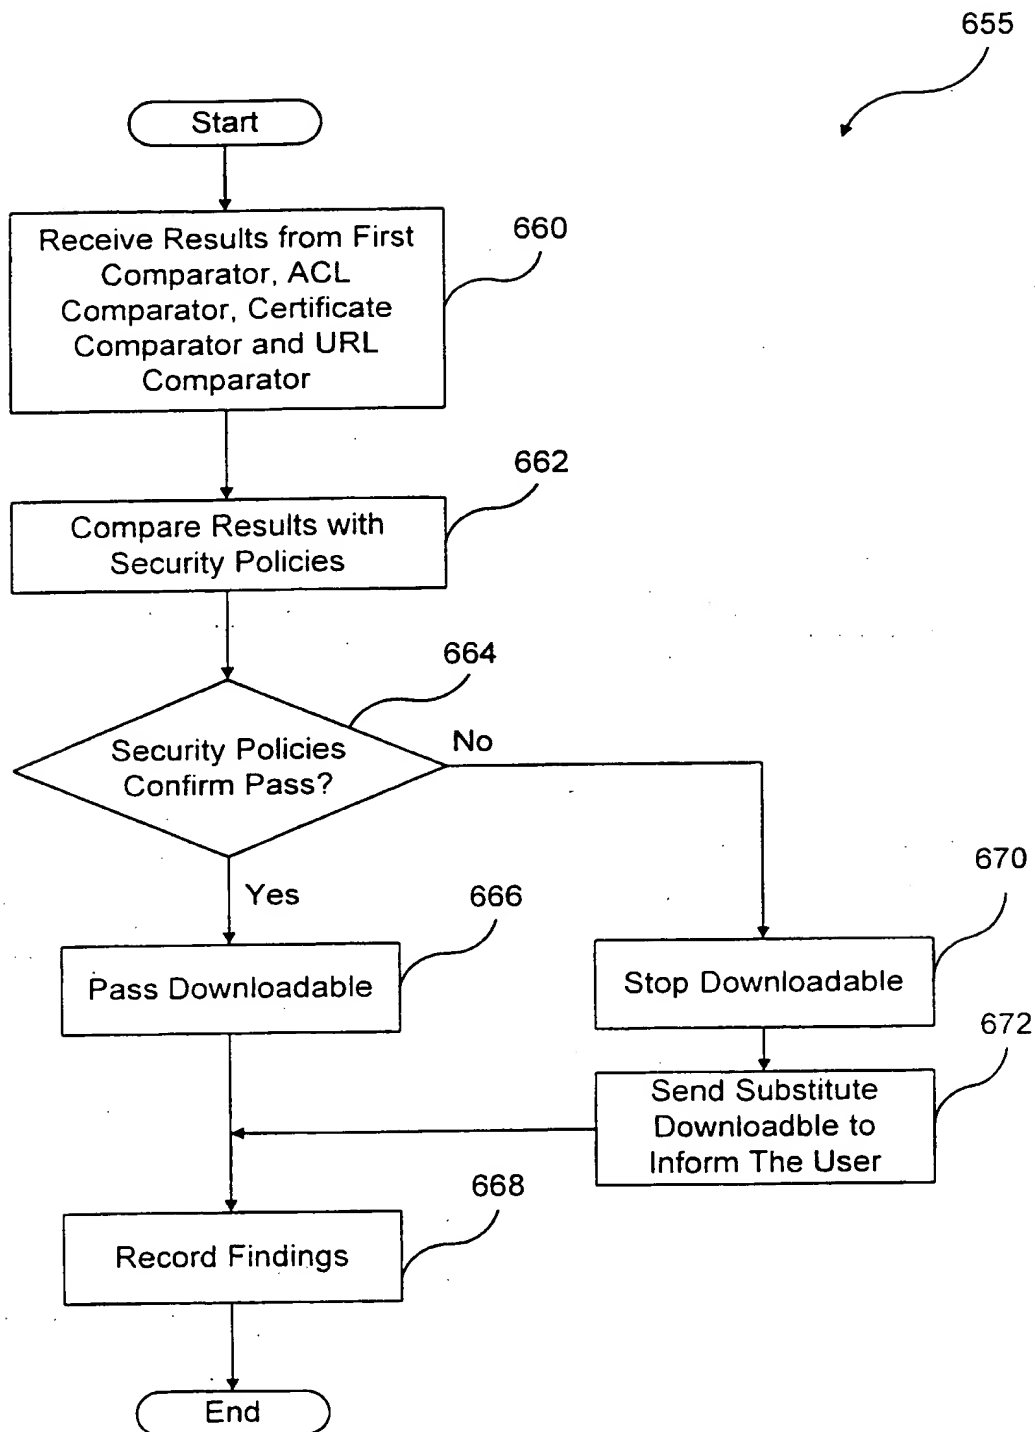 655
Start
660
Receive Results from First
Comparator, ACL
Comparator, Certificate
Comparator and URL
Comparator
662
Compare Results with
Security Policies
664
Security Policies
Confirm Pass?
No
Yes
666
Pass Downloadable
670
Stop Downloadable
672
Send Substitute
Downloadble to
Inform The User
668
Record Findings
End